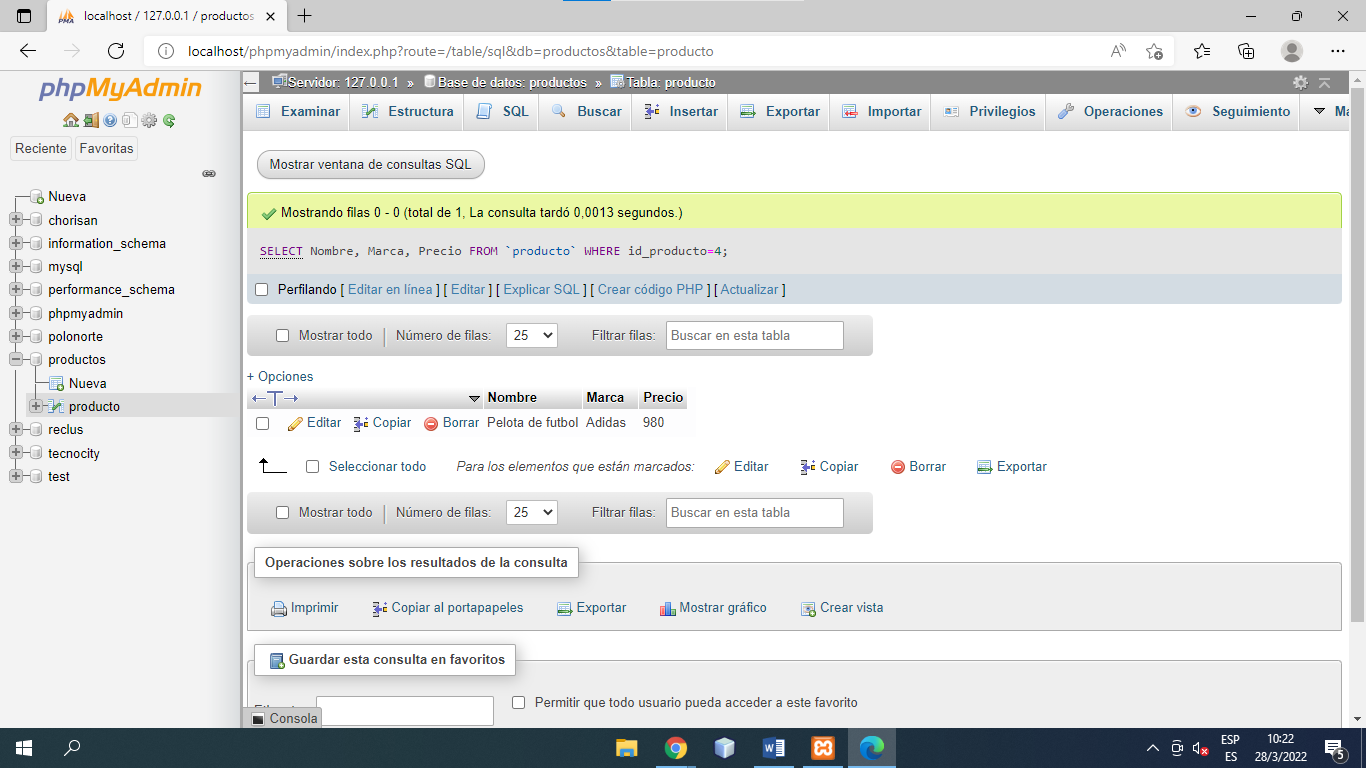 localhost / 127.0.0.1 / productos
localhost/phpmyadmin/index.php?route=/table/sql&db=productos&table=producto
phpMyAdmin
Reciente Favoritas
Nueva
chorisan
information_schema
mysql
performance_schema
phpmyadmin
polonorte
productos
Nueva
producto
reclus
tecnocity
test
Servidor: 127.0.0.1 » Base de datos: productos » Tabla: producto
Examinar Estructura SQL Buscar Insertar Exportar Importar Privilegios Operaciones Seguimiento
Mostrar ventana de consultas SQL
Mostrando filas 0 - 0 (total de 1, La consulta tardó 0,0013 segundos.)
SELECT Nombre, Marca, Precio FROM `producto` WHERE id_producto=4;
Perfilando [ Editar en línea ] [ Editar ] [ Explicar SQL ] [ Crear código PHP ] [ Actualizar ]
Mostrar todo Número de filas: 25 Filtrar filas: Buscar en esta tabla
+ Opciones
←T→ Nombre Marca Precio
Editar Copiar Borrar Pelota de futbol Adidas 980
Seleccionar todo Para los elementos que están marcados: Editar Copiar Borrar Exportar
Mostrar todo Número de filas: 25 Filtrar filas: Buscar en esta tabla
Operaciones sobre los resultados de la consulta
Imprimir Copiar al portapapeles Exportar Mostrar gráfico Crear vista
Guardar esta consulta en favoritos
Permitir que todo usuario pueda acceder a este favorito
Consola
ESP
ES
10:22
28/3/2022
5